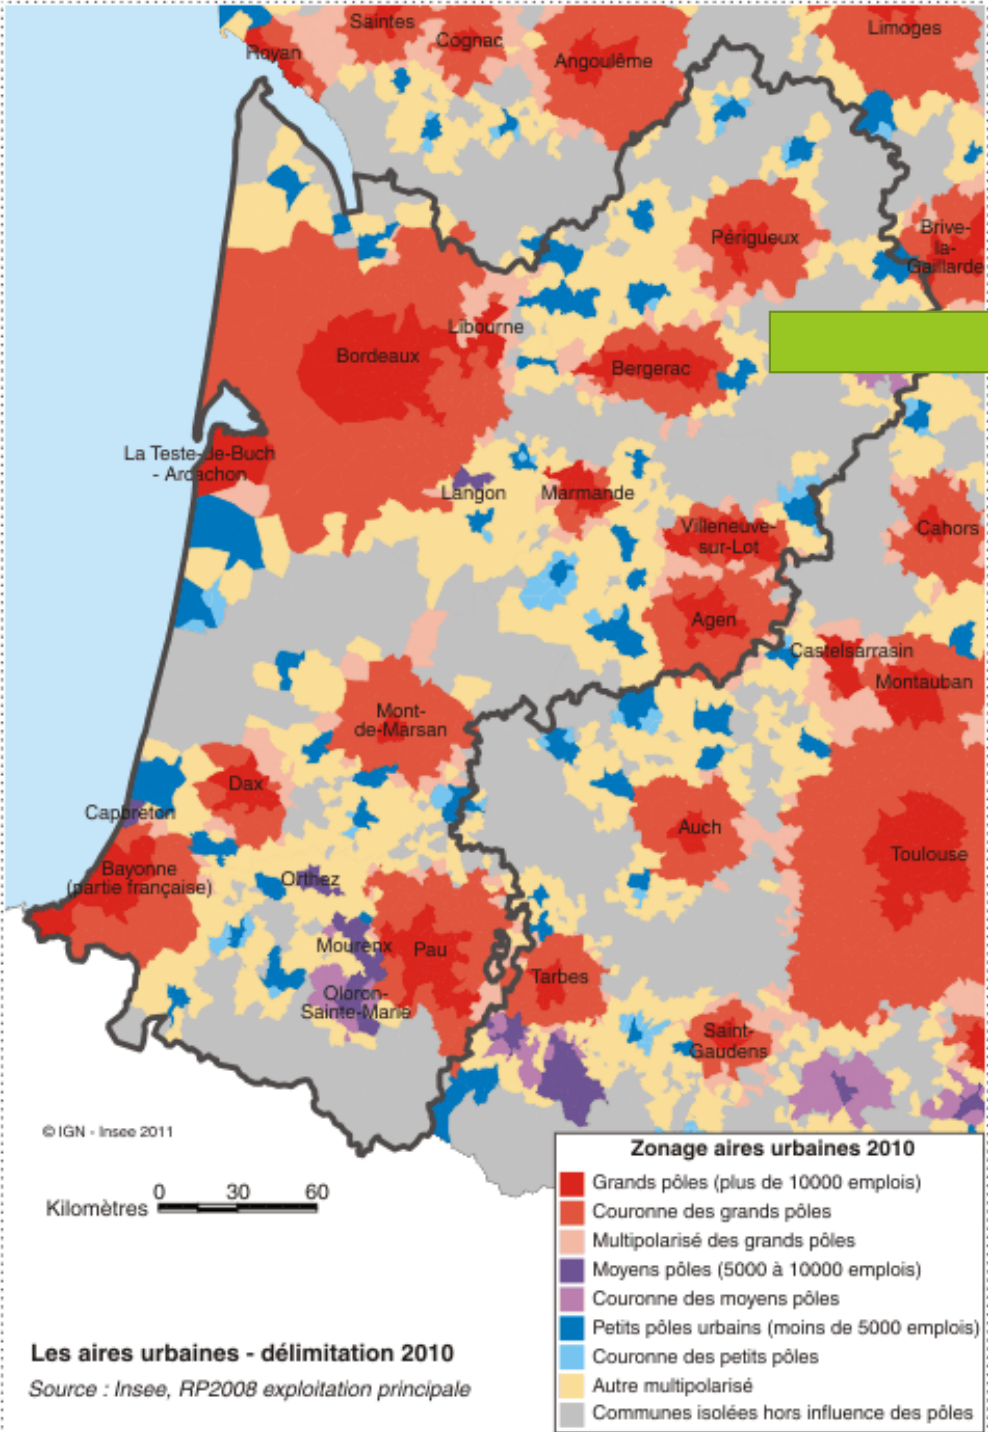 Saintes
Cognac
Limoges
Royan
Angoulême
Périgueux
Brive-
la-
Gaillarde
Libourne
Bordeaux
Bergerac
La Teste-de-Buch
- Arcachon
Langon
Marmande
Villeneuve-
sur-Lot
Cahors
Agen
Castelsarrasin
Montauban
Mont-
de-Marsan
Dax
Capbreton
Auch
Toulouse
Bayonne
(partie française)
Orthez
Mourenx
Pau
Tarbes
Oloron-
Sainte-Marie
Saint-
Gaudens
© IGN - Insee 2011
Kilomètres 0 30 60
Zonage aires urbaines 2010
Grands pôles (plus de 10000 emplois)
Couronne des grands pôles
Multipolarisé des grands pôles
Moyens pôles (5000 à 10000 emplois)
Couronne des moyens pôles
Petits pôles urbains (moins de 5000 emplois)
Couronne des petits pôles
Autre multipolarisé
Communes isolées hors influence des pôles
Les aires urbaines - délimitation 2010
Source : Insee, RP2008 exploitation principale